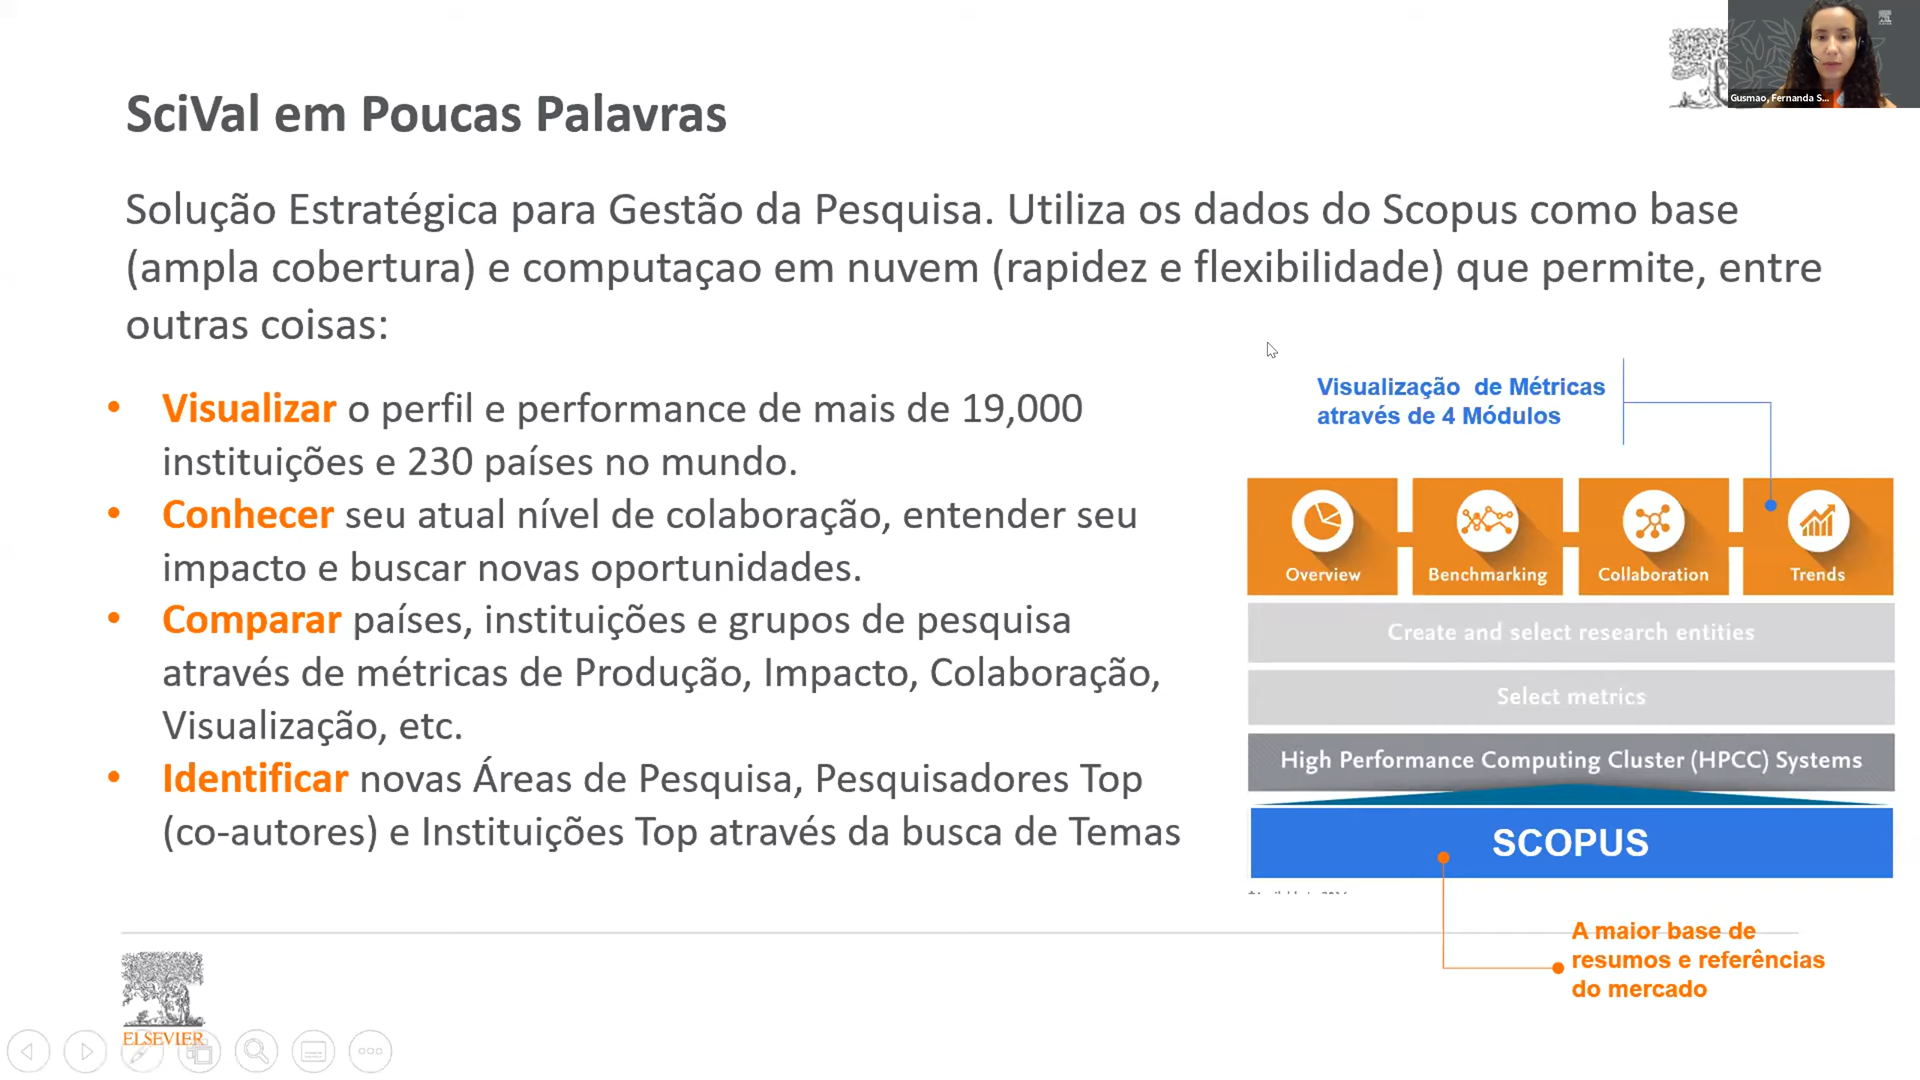 SciVal em Poucas Palavras
Gusmao, Fernanda S...
Solução Estratégica para Gestão da Pesquisa. Utiliza os dados do Scopus como base
(ampla cobertura) e computaçao em nuvem (rapidez e flexibilidade) que permite, entre
outras coisas:
• Visualizar o perfil e performance de mais de 19,000
instituições e 230 países no mundo.
• Conhecer seu atual nível de colaboração, entender seu
impacto e buscar novas oportunidades.
• Comparar países, instituições e grupos de pesquisa
através de métricas de Produção, Impacto, Colaboração,
Visualização, etc.
• Identificar novas Áreas de Pesquisa, Pesquisadores Top
(co-autores) e Instituições Top através da busca de Temas
Visualização de Métricas
através de 4 Módulos
Overview
Benchmarking
Collaboration
Trends
Create and select research entities
Select metrics
High Performance Computing Cluster (HPCC) Systems
SCOPUS
A maior base de
resumos e referências
do mercado
ELSEVIER